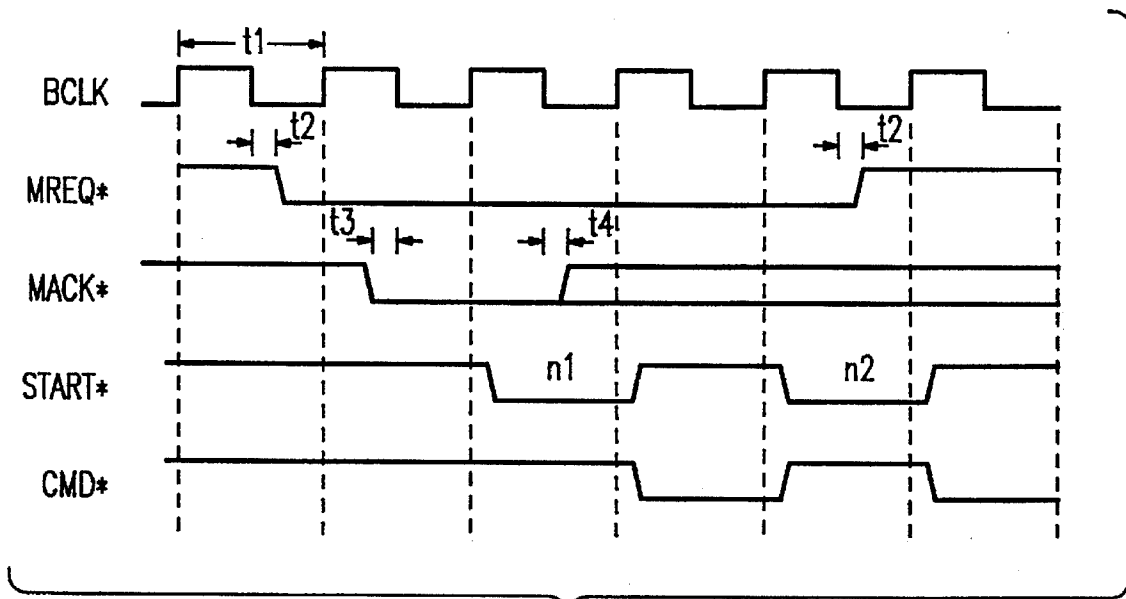 t1
BCLK
t2 t2
MREQ*
t3 t4
MACK*
START* n1 n2
CMD*